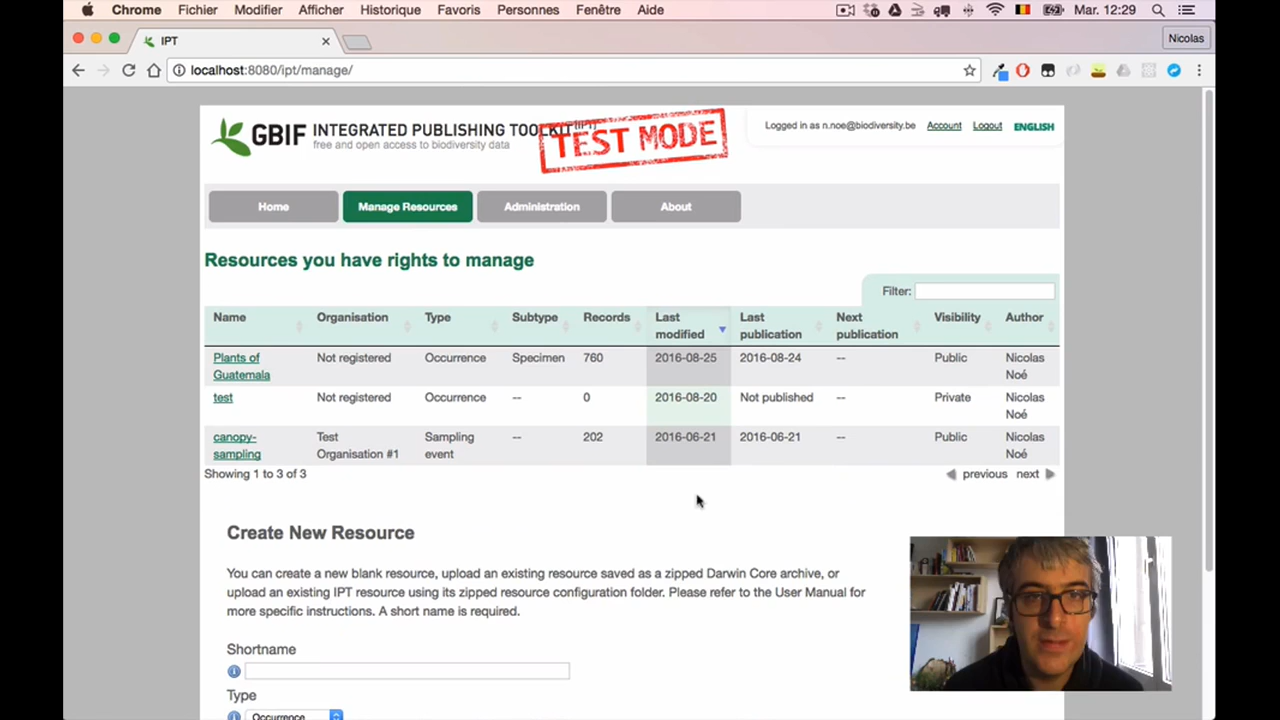 Chrome Fichier Modifier Afficher Historique Favoris Personnes Fenêtre Aide Mar. 12:29
IPT Nicolas
localhost:8080/ipt/manage/
GBIF INTEGRATED PUBLISHING TOOLKIT (IPT)
free and open access to biodiversity data
TEST MODE
Logged in as n.noe@biodiversity.be Account Logout ENGLISH
Home Manage Resources Administration About
Resources you have rights to manage
Filter:
Name Organisation Type Subtype Records Last modified Last publication Next publication Visibility Author
Plants of Guatemala Not registered Occurrence Specimen 760 2016-08-25 2016-08-24 -- Public Nicolas Noé
test Not registered Occurrence -- 0 2016-08-20 Not published -- Private Nicolas Noé
canopy-sampling Test Organisation #1 Sampling event -- 202 2016-06-21 2016-06-21 -- Public Nicolas Noé
Showing 1 to 3 of 3 previous next
Create New Resource
You can create a new blank resource, upload an existing resource saved as a zipped Darwin Core archive, or
upload an existing IPT resource using its zipped resource configuration folder. Please refer to the User Manual for
more specific instructions. A short name is required.
Shortname
Type
Occurrence